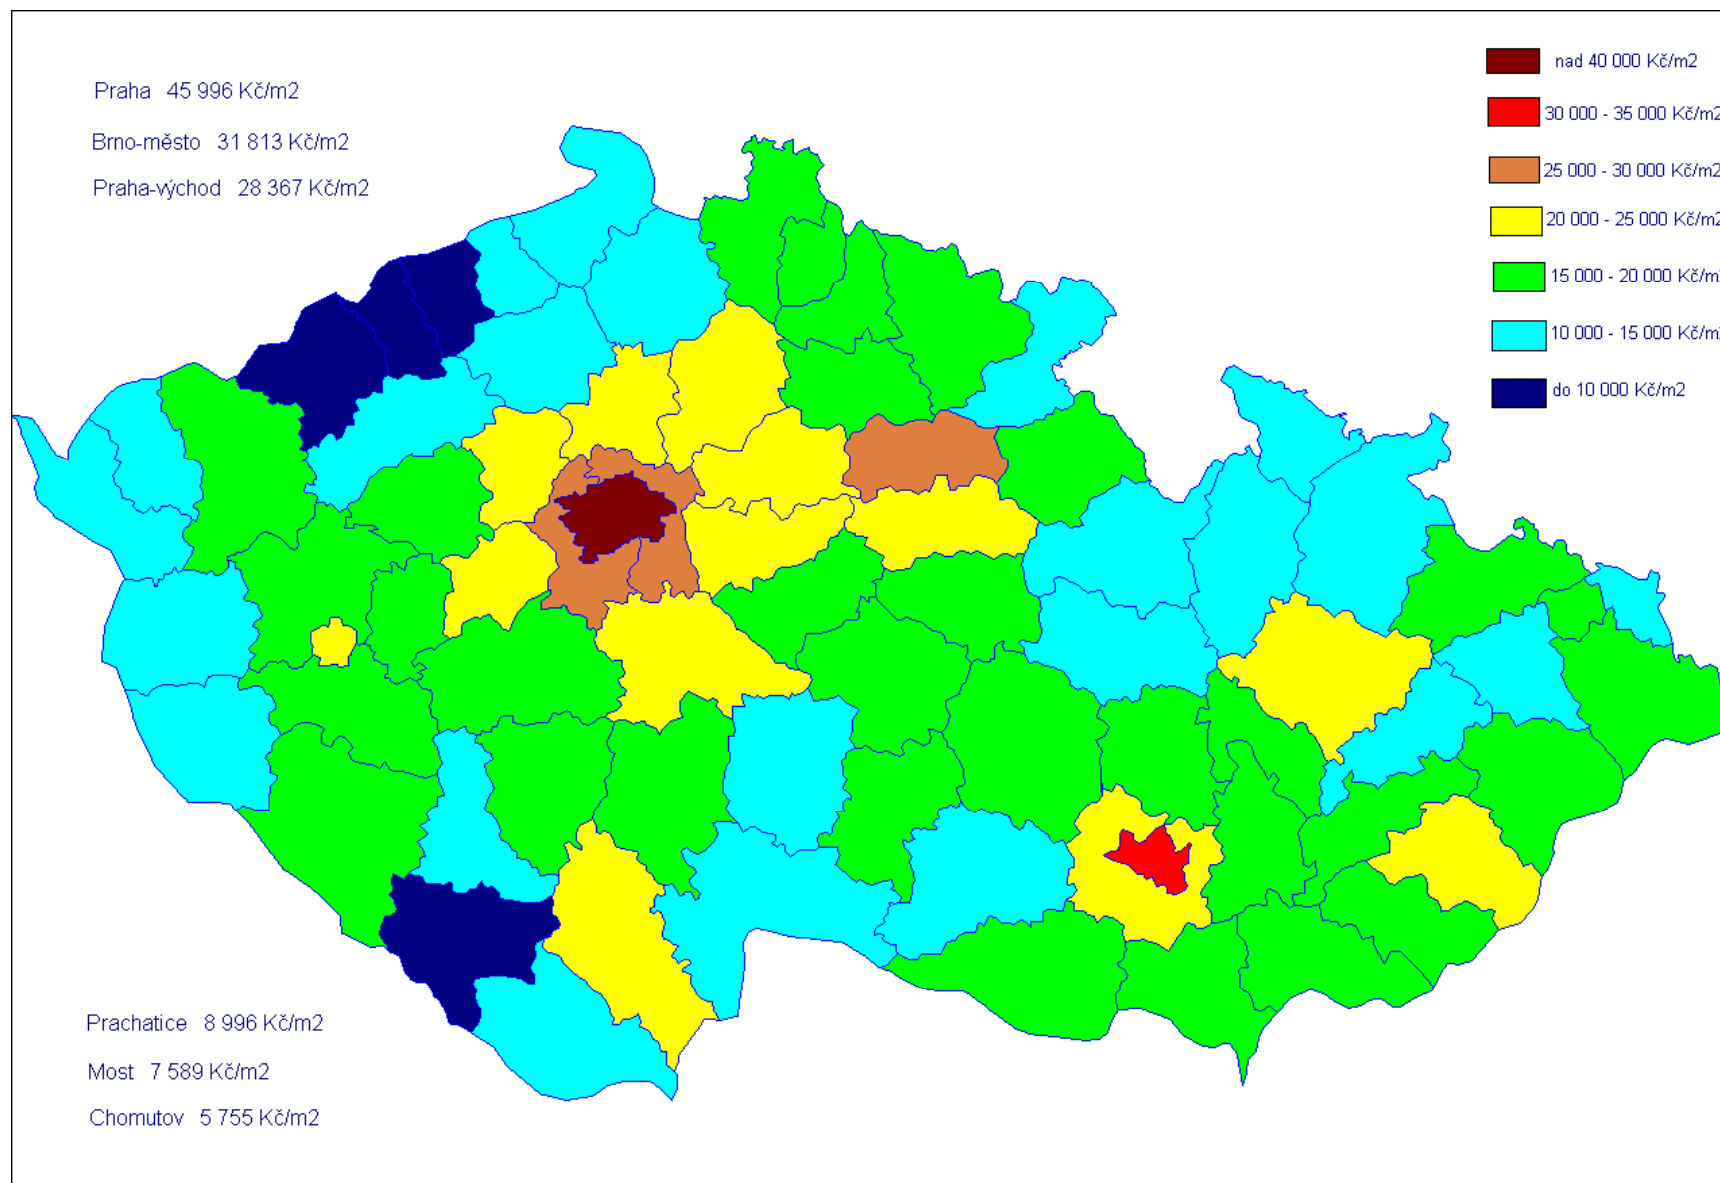 Praha 45 996 Kč/m2
Brno-město 31 813 Kč/m2
Praha-východ 28 367 Kč/m2
nad 40 000 Kč/m2
30 000 - 35 000 Kč/m2
25 000 - 30 000 Kč/m2
20 000 - 25 000 Kč/m2
15 000 - 20 000 Kč/m2
10 000 - 15 000 Kč/m2
do 10 000 Kč/m2
Prachatice 8 996 Kč/m2
Most 7 589 Kč/m2
Chomutov 5 755 Kč/m2